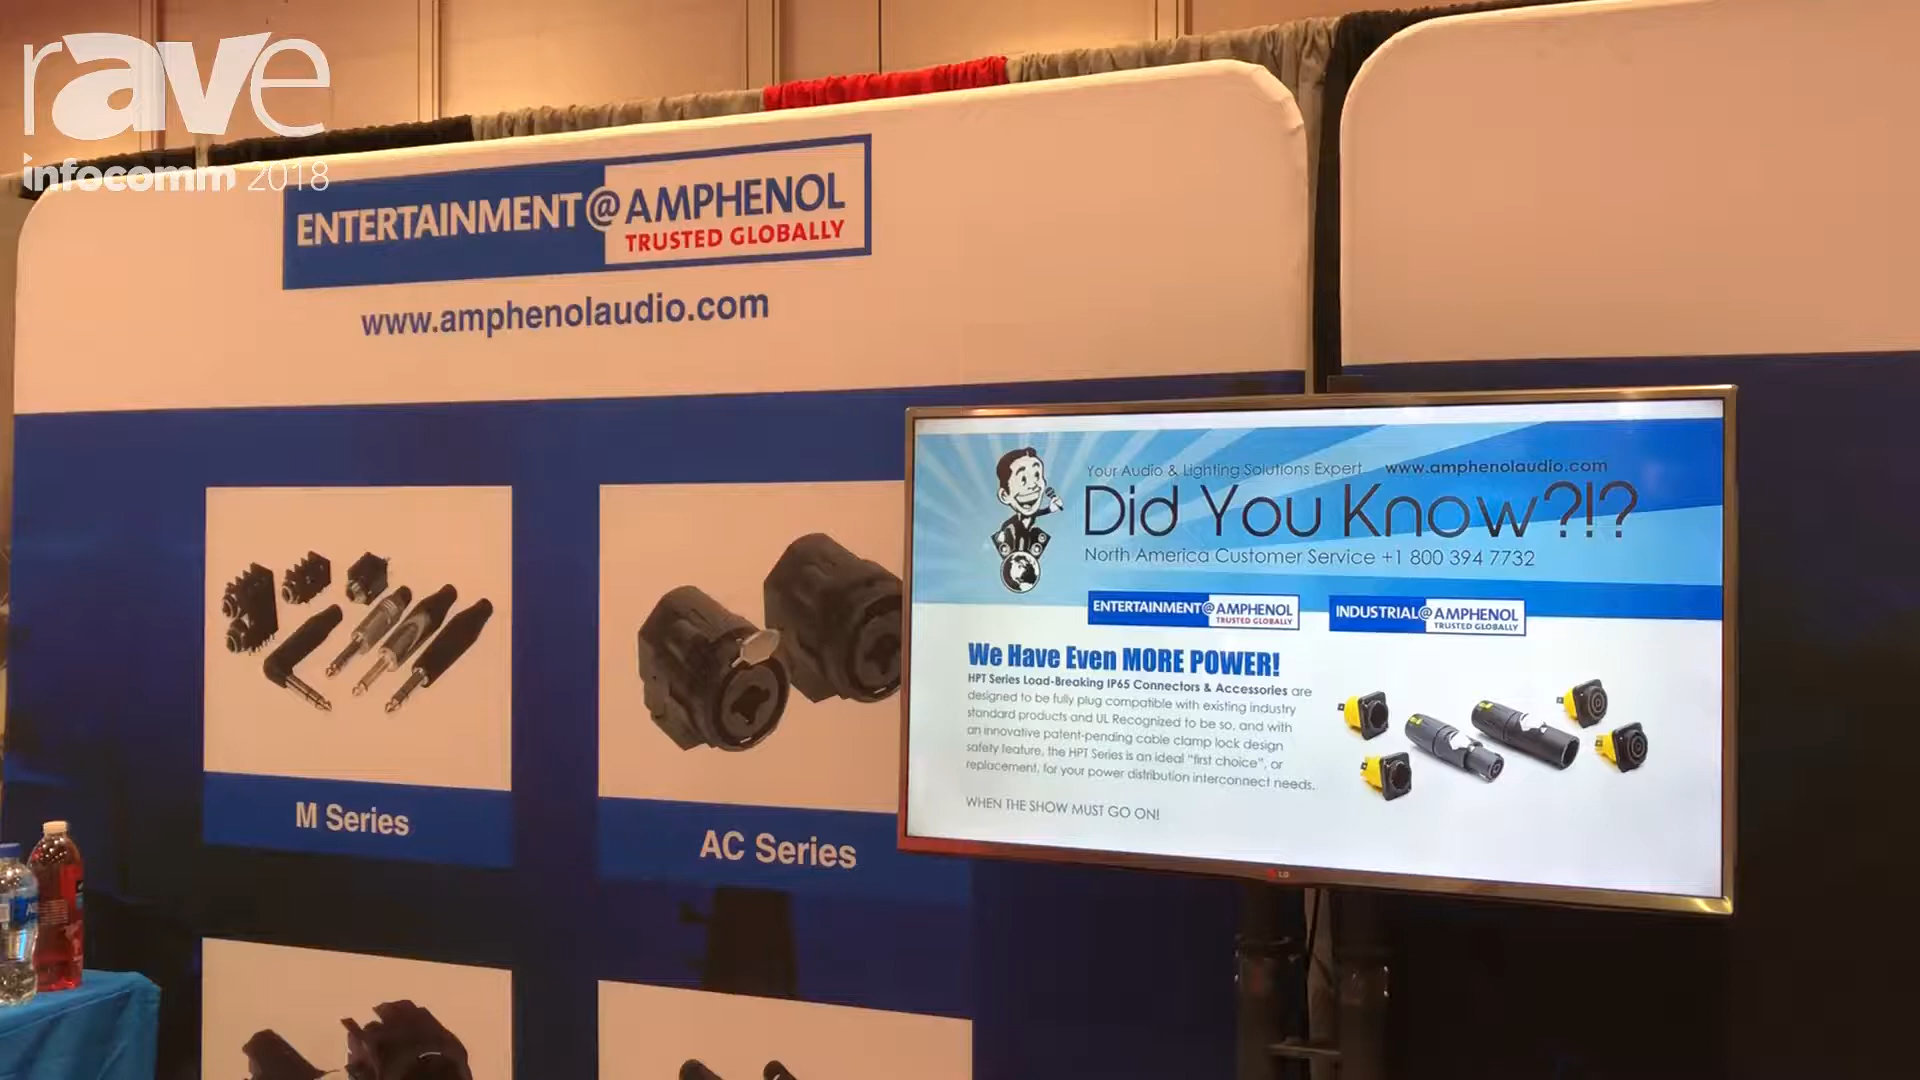 rave
infocomm 2018
ENTERTAINMENT@AMPHENOL
TRUSTED GLOBALLY
www.amphenolaudio.com
M Series
AC Series
Your Audio & Lighting Solutions Expert www.amphenolaudio.com
Did You Know?!?
North America Customer Service +1 800 394 7732
ENTERTAINMENT@AMPHENOL
TRUSTED GLOBALLY
INDUSTRIAL@AMPHENOL
TRUSTED GLOBALLY
We Have Even MORE POWER!
HPT Series Load-Breaking IP65 Connectors & Accessories are
designed to be fully plug compatible with existing industry
standard products and UL Recognized to be so, and with
an innovative patent-pending cable clamp lock design
safety feature, the HPT Series is an ideal "first choice", or
replacement, for your power distribution interconnect needs.
WHEN THE SHOW MUST GO ON!
LG